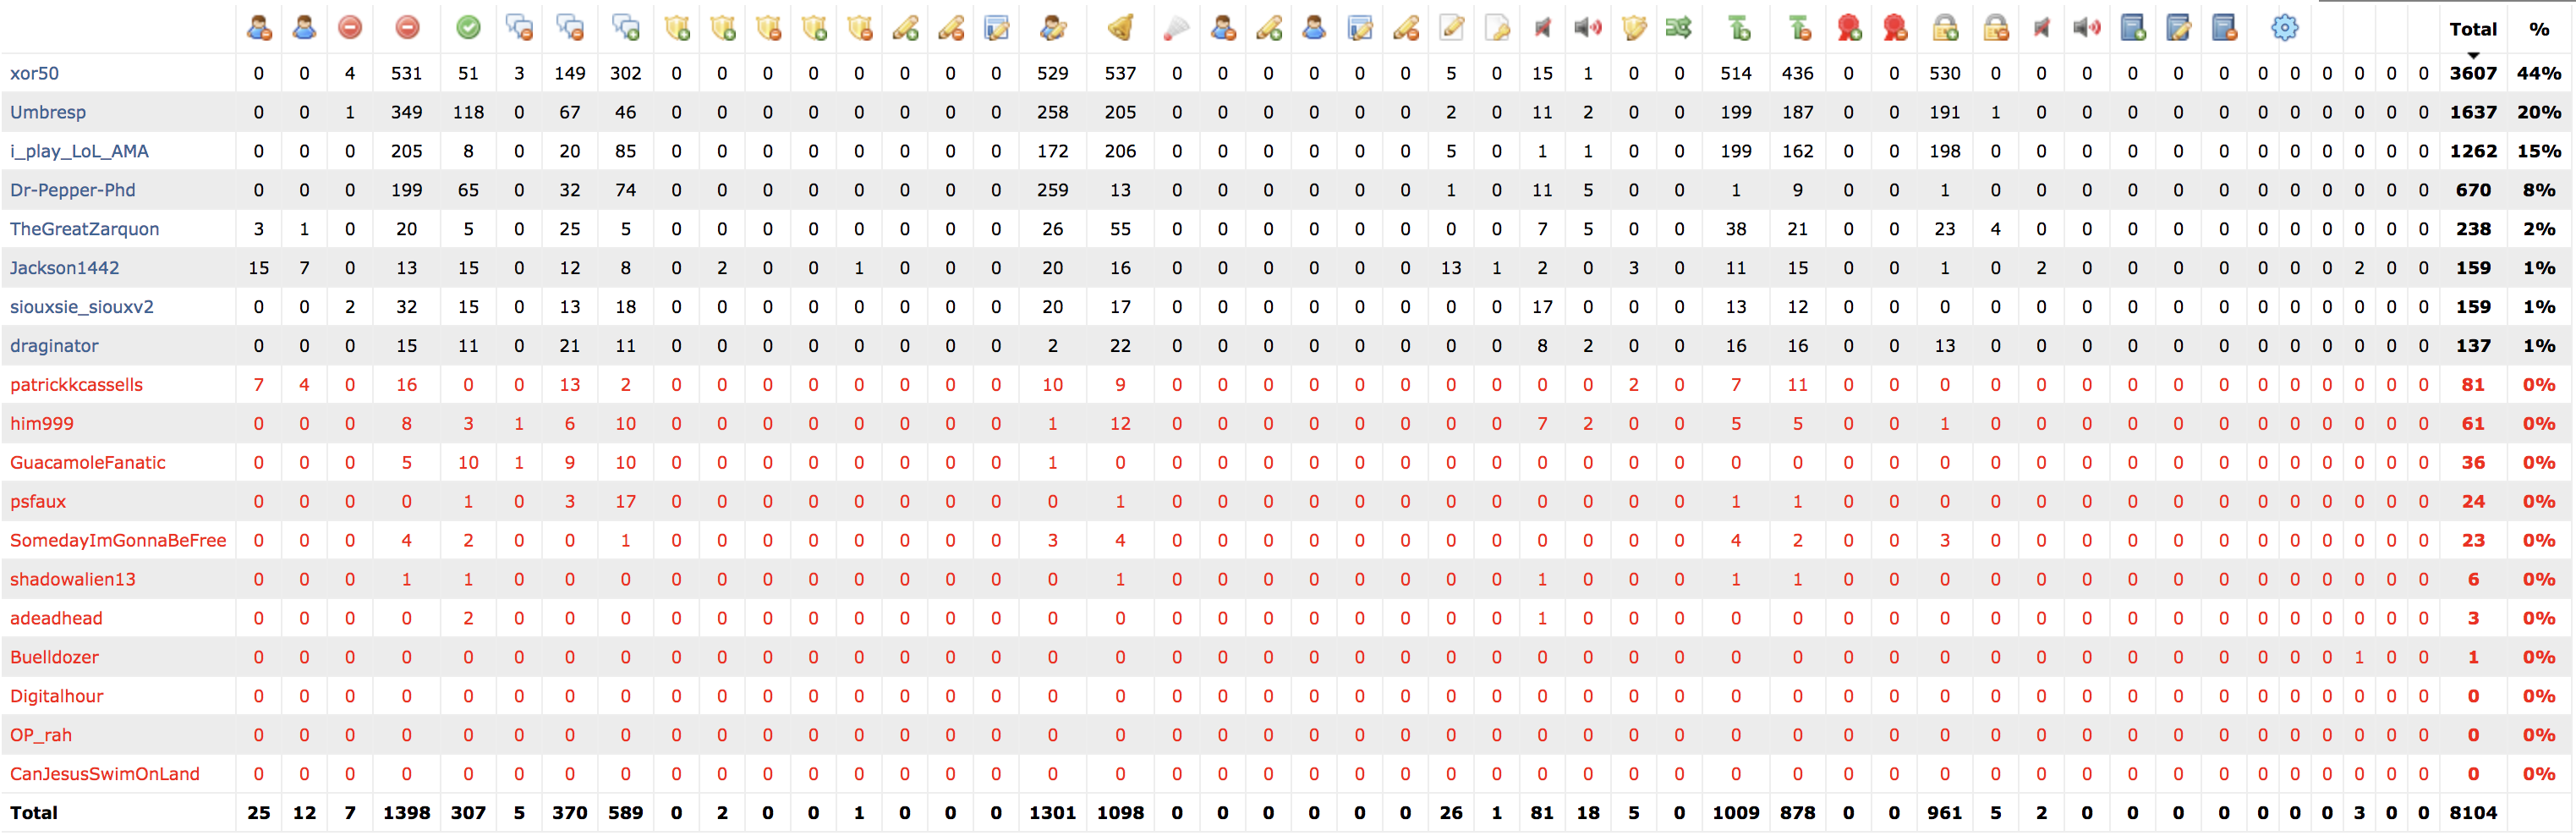 Total %
xor50 0 0 4 531 51 3 149 302 0 0 0 0 0 0 0 0 529 537 0 0 0 0 0 0 5 0 15 1 0 0 514 436 0 0 530 0 0 0 0 0 0 0 0 0 0 0 0 3607 44%
Umbresp 0 0 1 349 118 0 67 46 0 0 0 0 0 0 0 0 258 205 0 0 0 0 0 0 2 0 11 2 0 0 199 187 0 0 191 1 0 0 0 0 0 0 0 0 0 0 0 1637 20%
i_play_LoL_AMA 0 0 0 205 8 0 20 85 0 0 0 0 0 0 0 0 172 206 0 0 0 0 0 0 5 0 1 1 0 0 199 162 0 0 198 0 0 0 0 0 0 0 0 0 0 0 0 1262 15%
Dr-Pepper-Phd 0 0 0 199 65 0 32 74 0 0 0 0 0 0 0 0 259 13 0 0 0 0 0 0 1 0 11 5 0 0 1 9 0 0 1 0 0 0 0 0 0 0 0 0 0 0 0 670 8%
TheGreatZarquon 3 1 0 20 5 0 25 5 0 0 0 0 0 0 0 0 26 55 0 0 0 0 0 0 0 0 7 5 0 0 38 21 0 0 23 4 0 0 0 0 0 0 0 0 0 0 0 238 2%
Jackson1442 15 7 0 13 15 0 12 8 0 2 0 0 1 0 0 0 20 16 0 0 0 0 0 0 13 1 2 0 3 0 11 15 0 0 1 0 2 0 0 0 0 0 0 0 2 0 0 159 1%
siouxsie_siouxv2 0 0 2 32 15 0 13 18 0 0 0 0 0 0 0 0 20 17 0 0 0 0 0 0 0 0 17 0 0 0 13 12 0 0 0 0 0 0 0 0 0 0 0 0 0 0 0 159 1%
draginator 0 0 0 15 11 0 21 11 0 0 0 0 0 0 0 0 2 22 0 0 0 0 0 0 0 0 8 2 0 0 16 16 0 0 13 0 0 0 0 0 0 0 0 0 0 0 0 137 1%
patrickkcassells 7 4 0 16 0 0 13 2 0 0 0 0 0 0 0 0 10 9 0 0 0 0 0 0 0 0 0 0 2 0 7 11 0 0 0 0 0 0 0 0 0 0 0 0 0 0 0 81 0%
him999 0 0 0 8 3 1 6 10 0 0 0 0 0 0 0 0 1 12 0 0 0 0 0 0 0 0 7 2 0 0 5 5 0 0 1 0 0 0 0 0 0 0 0 0 0 0 0 61 0%
GuacamoleFanatic 0 0 0 5 10 1 9 10 0 0 0 0 0 0 0 0 1 0 0 0 0 0 0 0 0 0 0 0 0 0 0 0 0 0 0 0 0 0 0 0 0 0 0 0 0 0 0 36 0%
psfaux 0 0 0 0 1 0 3 17 0 0 0 0 0 0 0 0 0 1 0 0 0 0 0 0 0 0 0 0 0 0 1 1 0 0 0 0 0 0 0 0 0 0 0 0 0 0 0 24 0%
SomedayImGonnaBeFree 0 0 0 4 2 0 0 1 0 0 0 0 0 0 0 0 3 4 0 0 0 0 0 0 0 0 0 0 0 0 4 2 0 0 3 0 0 0 0 0 0 0 0 0 0 0 0 23 0%
shadowalien13 0 0 0 1 1 0 0 0 0 0 0 0 0 0 0 0 0 1 0 0 0 0 0 0 0 0 1 0 0 0 1 1 0 0 0 0 0 0 0 0 0 0 0 0 0 0 0 6 0%
adeadhead 0 0 0 0 2 0 0 0 0 0 0 0 0 0 0 0 0 0 0 0 0 0 0 0 0 0 1 0 0 0 0 0 0 0 0 0 0 0 0 0 0 0 0 0 0 0 0 3 0%
Buelldozer 0 0 0 0 0 0 0 0 0 0 0 0 0 0 0 0 0 0 0 0 0 0 0 0 0 0 0 0 0 0 0 0 0 0 0 0 0 0 0 0 0 0 0 0 1 0 0 1 0%
Digitalhour 0 0 0 0 0 0 0 0 0 0 0 0 0 0 0 0 0 0 0 0 0 0 0 0 0 0 0 0 0 0 0 0 0 0 0 0 0 0 0 0 0 0 0 0 0 0 0 0 0%
OP_rah 0 0 0 0 0 0 0 0 0 0 0 0 0 0 0 0 0 0 0 0 0 0 0 0 0 0 0 0 0 0 0 0 0 0 0 0 0 0 0 0 0 0 0 0 0 0 0 0 0%
CanJesusSwimOnLand 0 0 0 0 0 0 0 0 0 0 0 0 0 0 0 0 0 0 0 0 0 0 0 0 0 0 0 0 0 0 0 0 0 0 0 0 0 0 0 0 0 0 0 0 0 0 0 0 0%
Total 25 12 7 1398 307 5 370 589 0 2 0 0 1 0 0 0 1301 1098 0 0 0 0 0 0 26 1 81 18 5 0 1009 878 0 0 961 5 2 0 0 0 0 0 0 0 3 0 0 8104